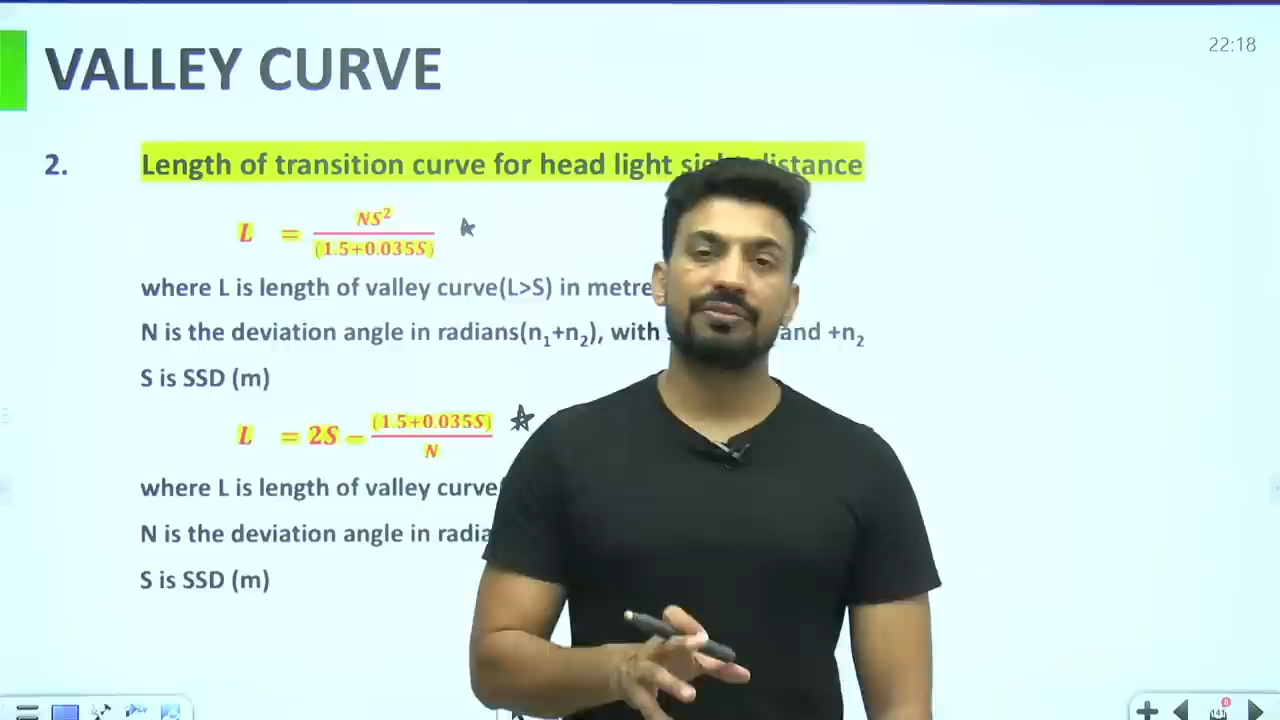 VALLEY CURVE
22:18
2. Length of transition curve for head light distance
L = NS² / (1.5+0.035S)
where L is length of valley curve(L>S) in metre
N is the deviation angle in radians(n₁+n₂), with and +n₂
S is SSD (m)
L = 2S – (1.5+0.035S) / N
where L is length of valley curve
N is the deviation angle in
S is SSD (m)
141